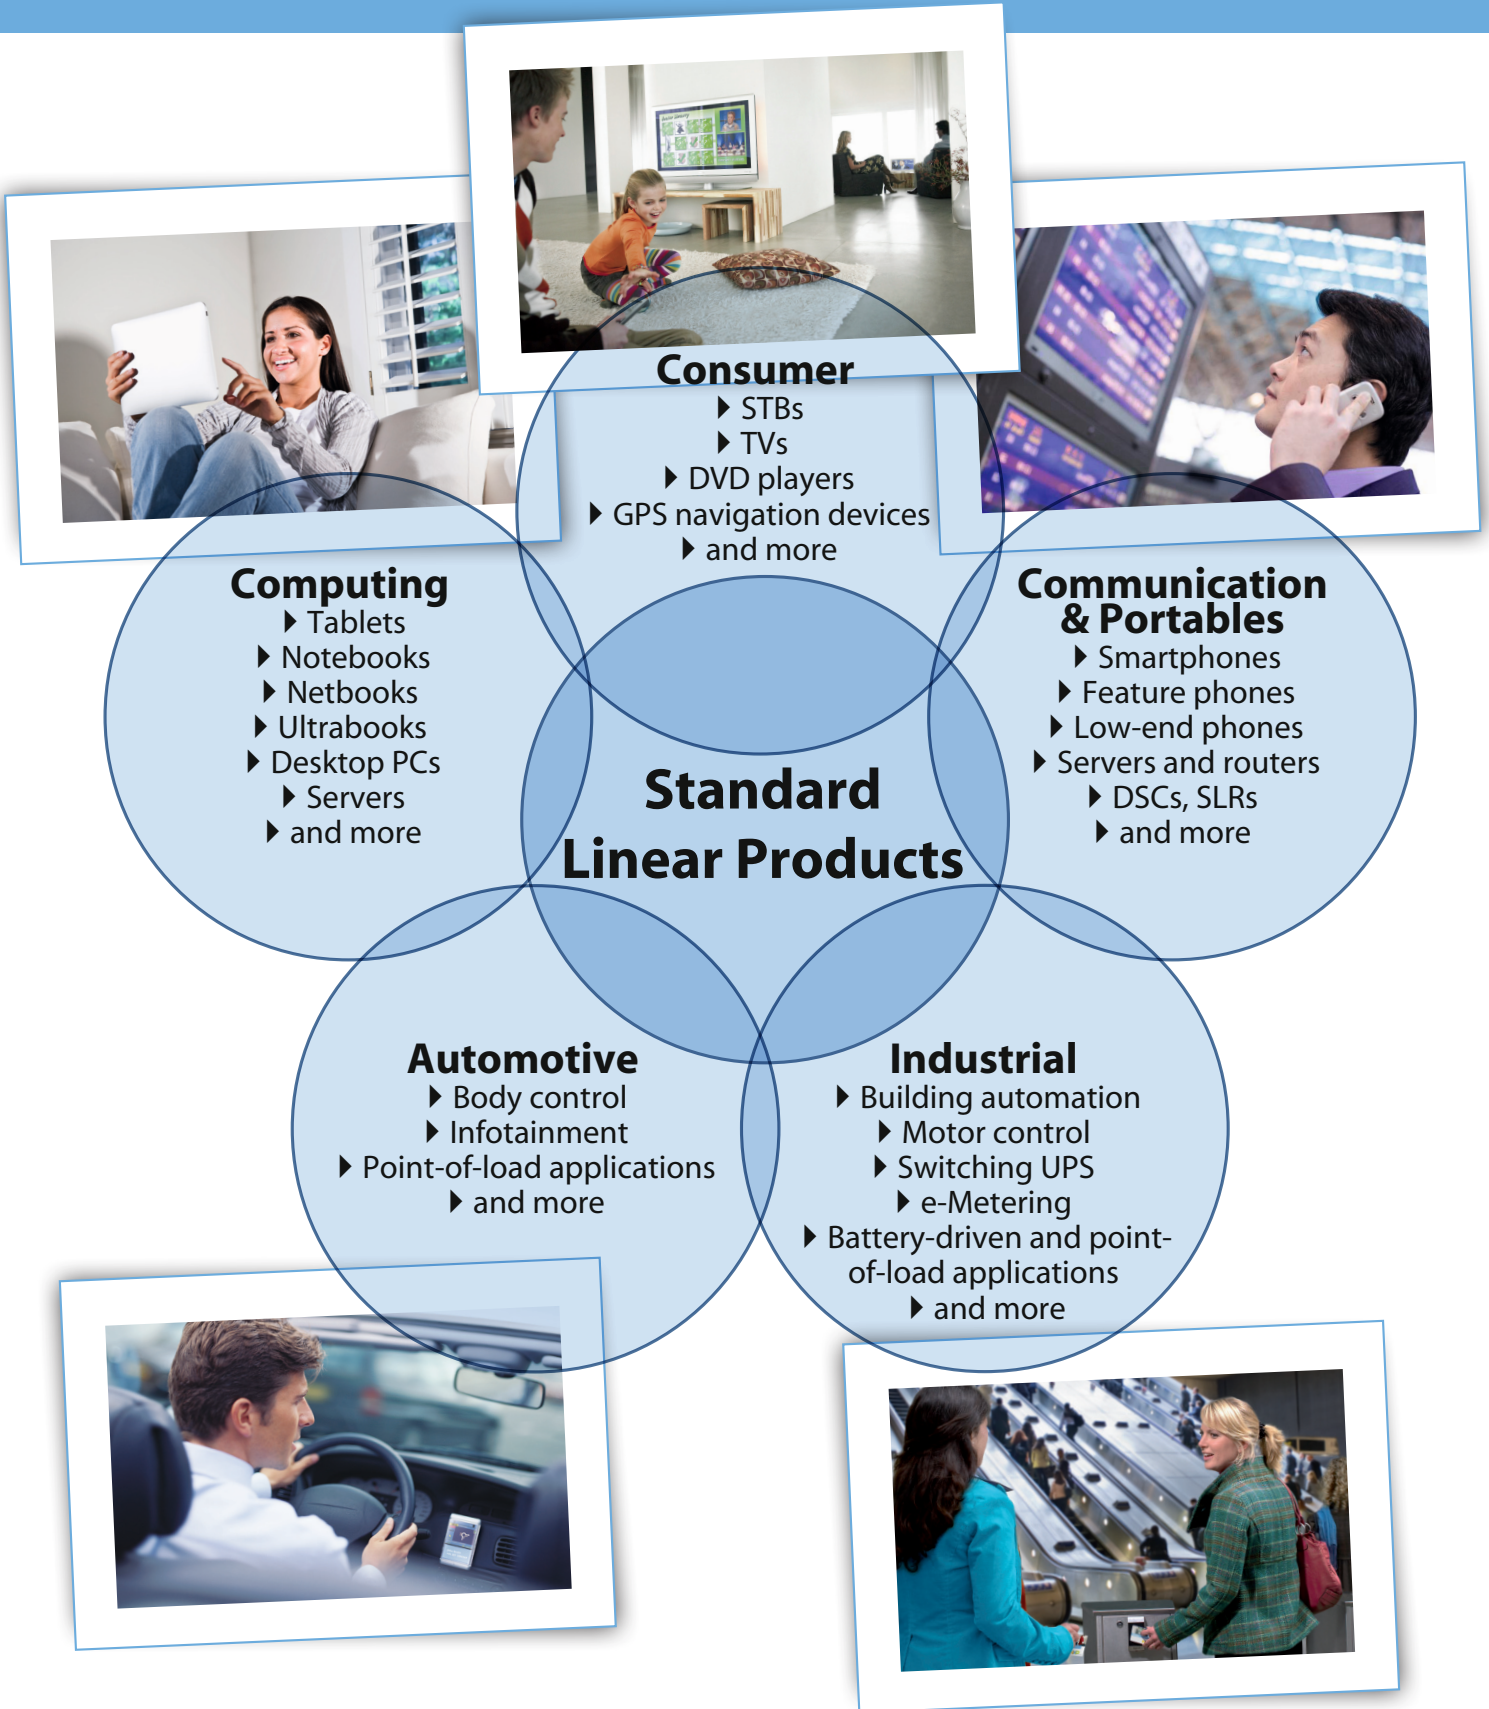 Consumer
▶ STBs
▶ TVs
▶ DVD players
▶ GPS navigation devices
▶ and more
Computing
▶ Tablets
▶ Notebooks
▶ Netbooks
▶ Ultrabooks
▶ Desktop PCs
▶ Servers
▶ and more
Communication
& Portables
▶ Smartphones
▶ Feature phones
▶ Low-end phones
▶ Servers and routers
▶ DSCs, SLRs
▶ and more
Standard
Linear Products
Automotive
▶ Body control
▶ Infotainment
▶ Point-of-load applications
▶ and more
Industrial
▶ Building automation
▶ Motor control
▶ Switching UPS
▶ e-Metering
▶ Battery-driven and point-
of-load applications
▶ and more